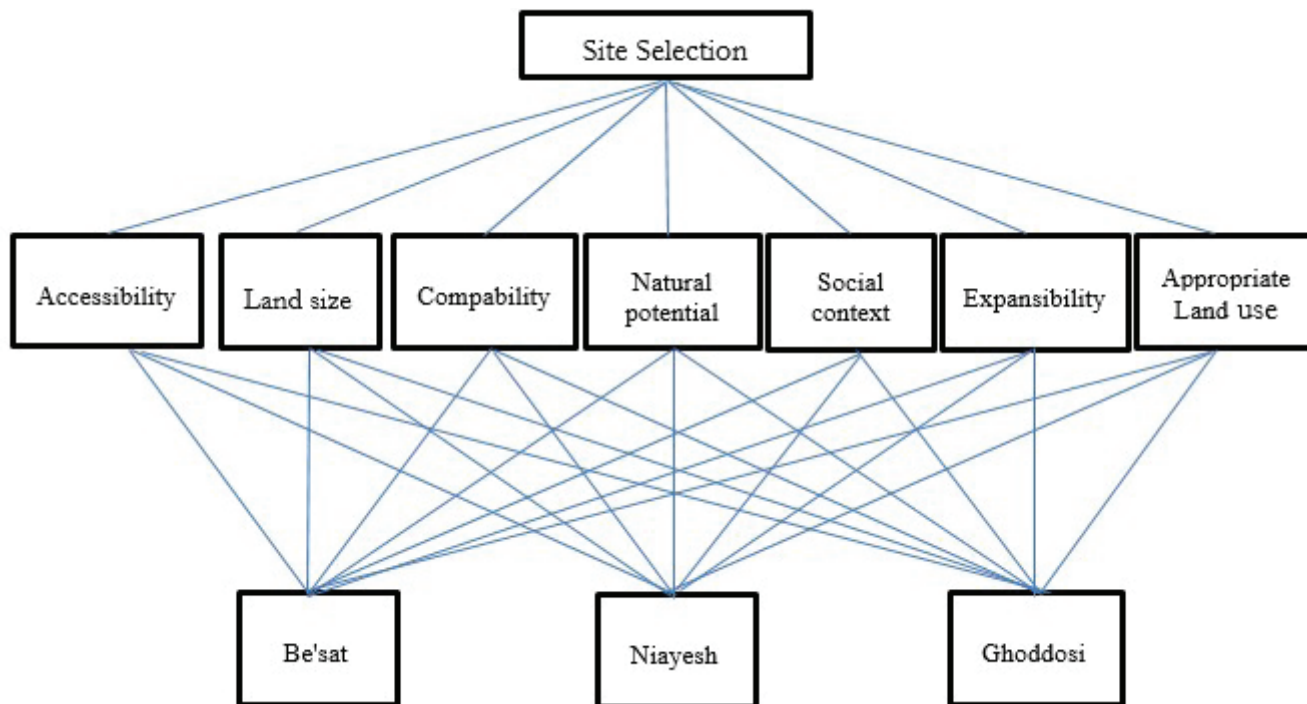 Site Selection
Accessibility
Land size
Compability
Natural
potential
Social
context
Expansibility
Appropriate
Land use
Be'sat
Niayesh
Ghoddosi